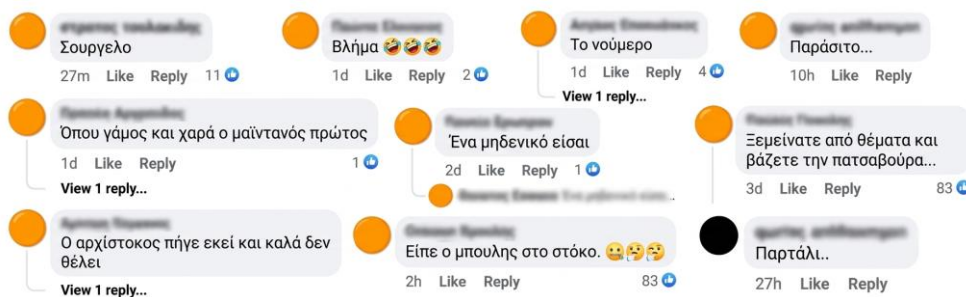 Σουργελο
27m Like Reply 11
Βλήμα 🤣🤣🤣
1d Like Reply 2
Το νούμερο
1d Like Reply 4
View 1 reply...
Παράσιτο...
10h Like Reply
Όπου γάμος και χαρά ο μαϊντανός πρώτος
1d Like Reply 1
View 1 reply...
Ένα μηδενικό είσαι
2d Like Reply 1
Ξεμείνατε από θέματα και
βάζετε την πατσαβούρα...
3d Like Reply 83
Ο αρχίστοκος πήγε εκεί και καλά δεν
θέλει
View 1 reply...
Είπε ο μπουλης στο στόκο. 🤐🤔🤔
2h Like Reply 83
Παρτάλι..
27h Like Reply